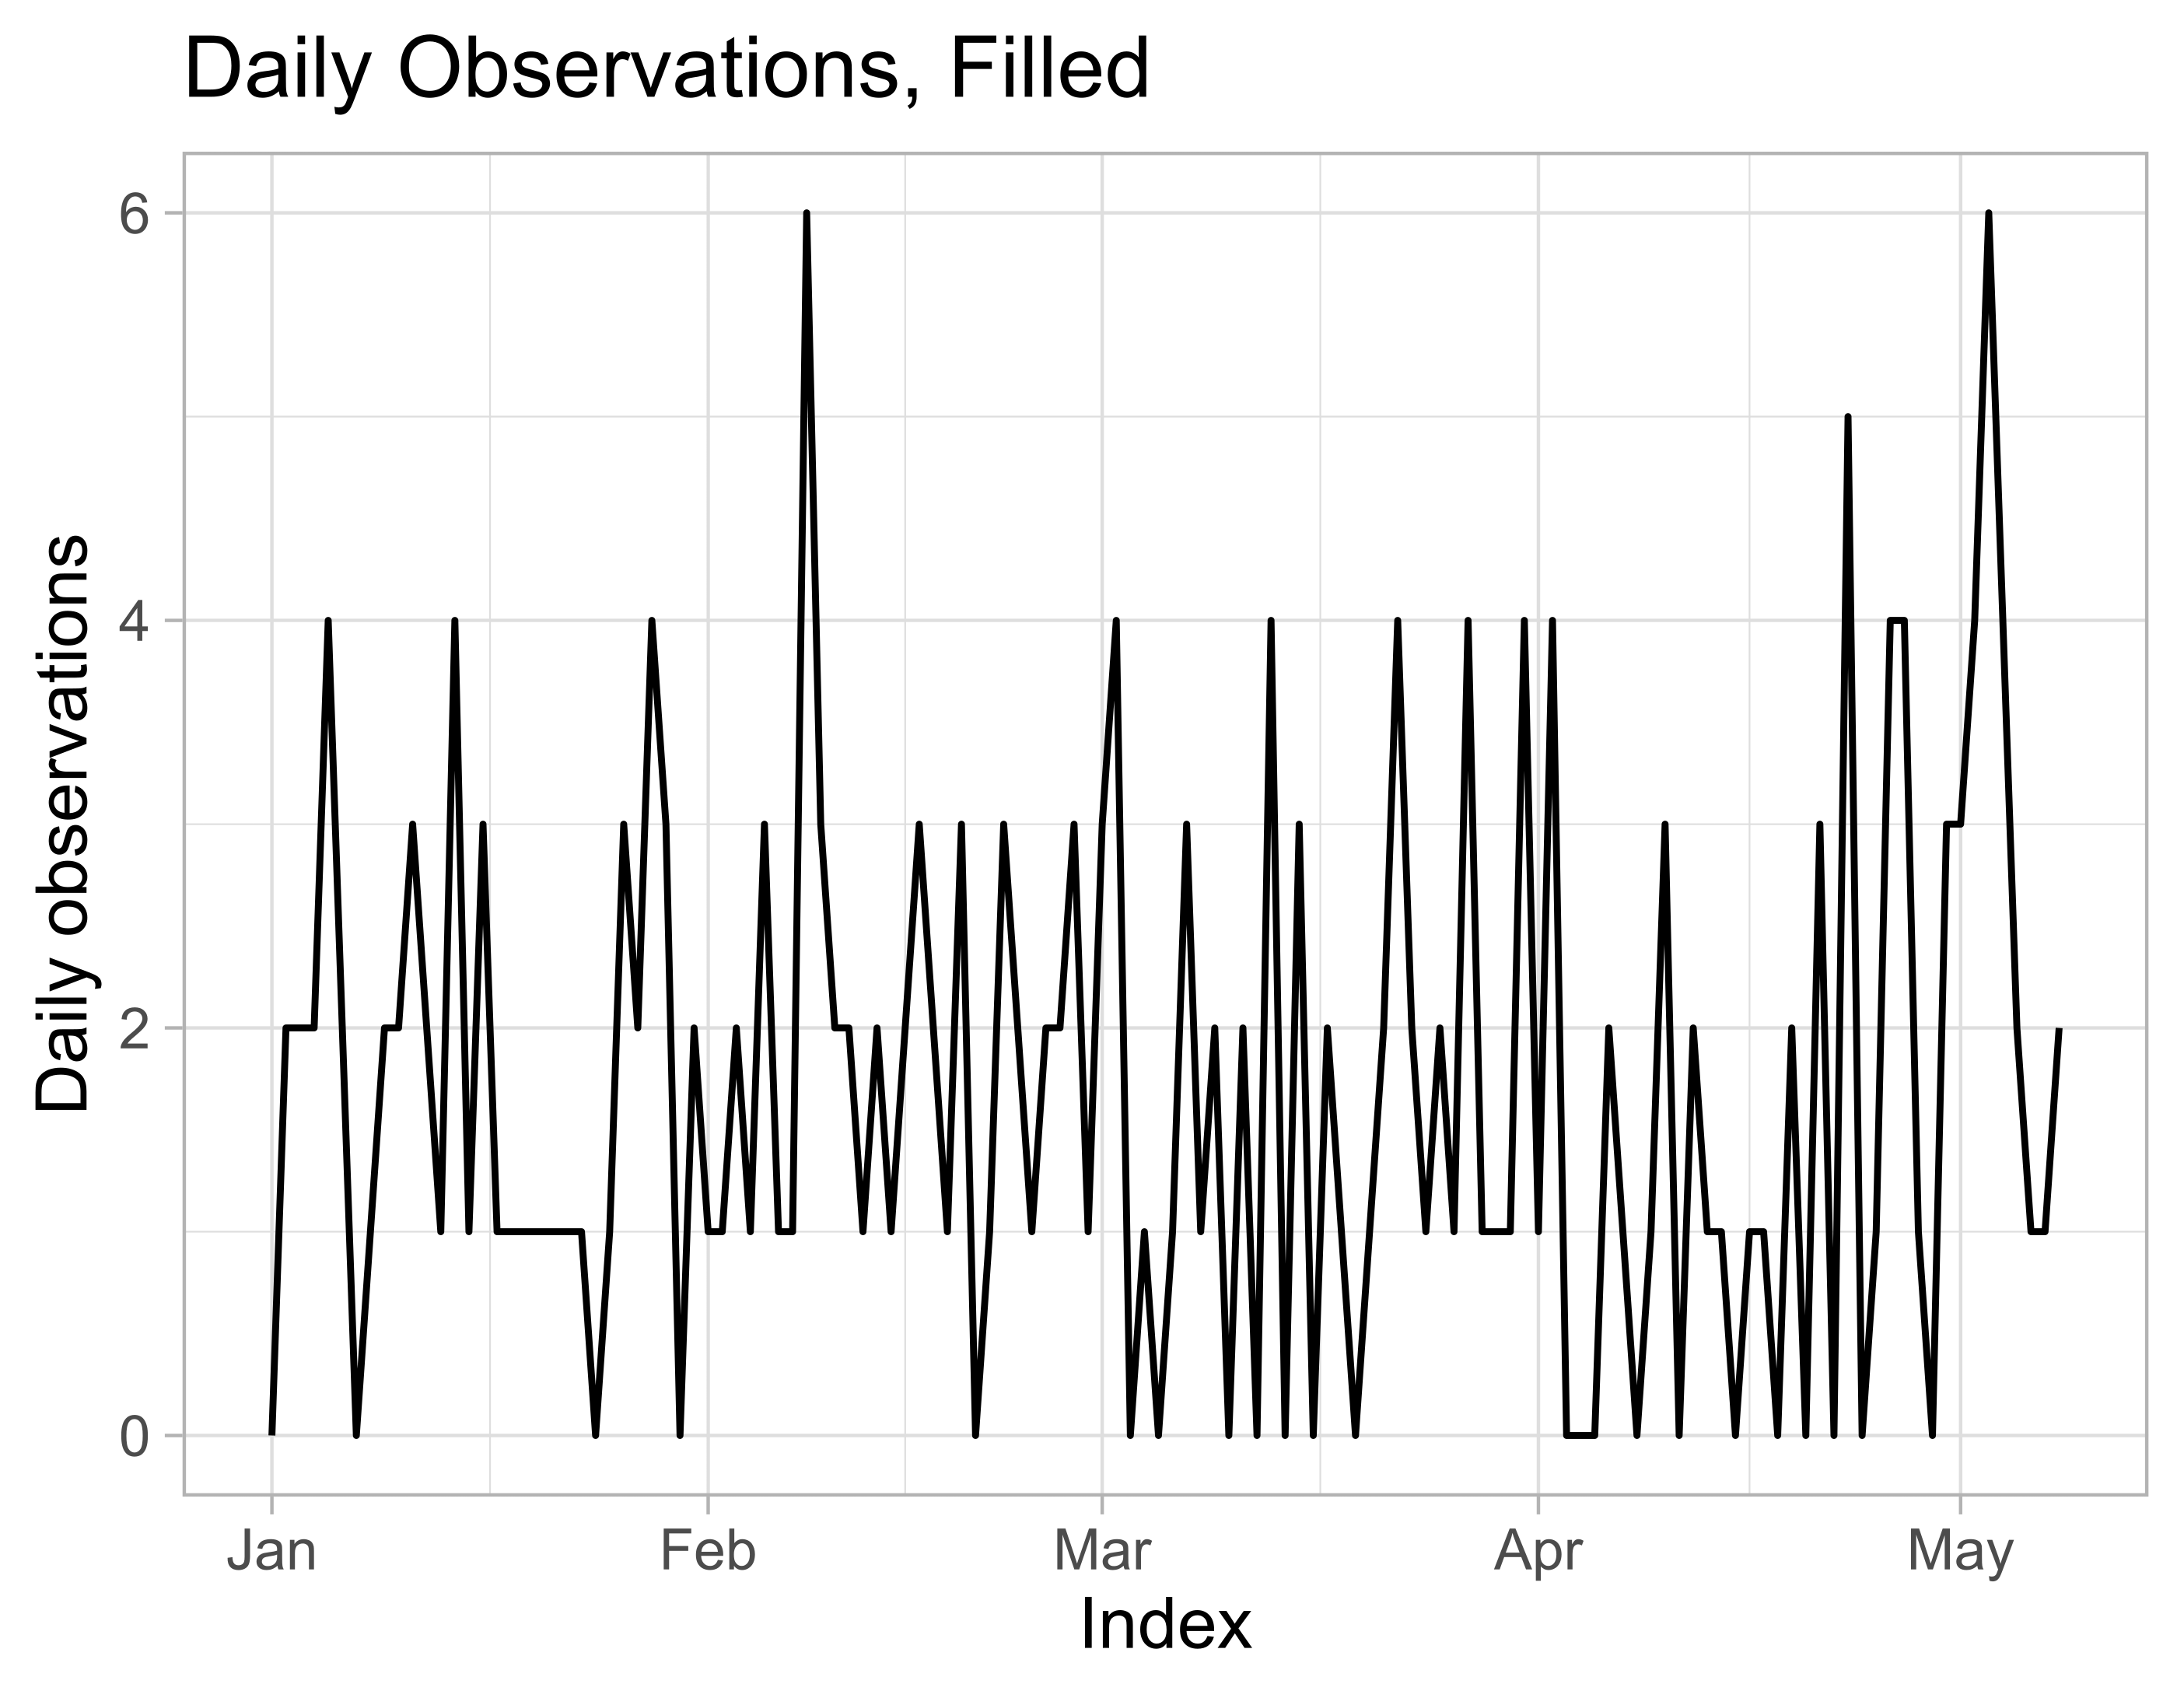 Daily Observations, Filled
Daily observations
6
4
2
0
Jan Feb Mar Apr May
Index